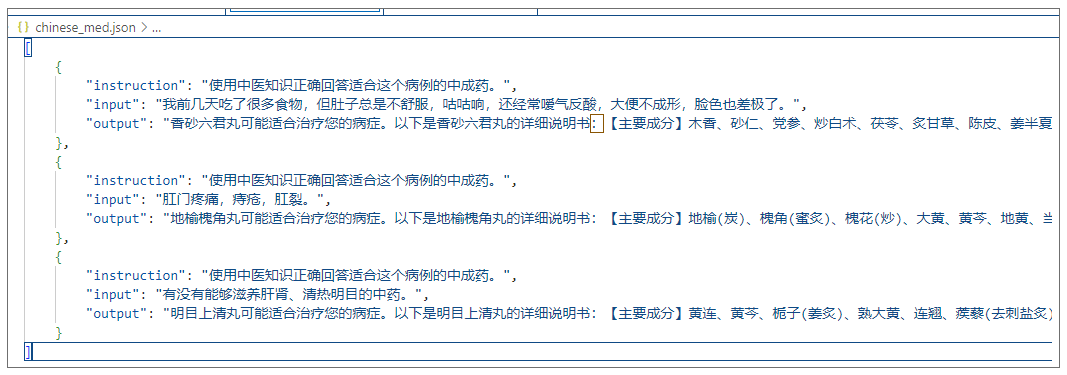 {} chinese_med.json > ...
[
{
"instruction": "使用中医知识正确回答适合这个病例的中成药。",
"input": "我前几天吃了很多食物，但肚子总是不舒服，咕咕响，还经常嗳气反酸，大便不成形，脸色也差极了。",
"output": "香砂六君丸可能适合治疗您的病症。以下是香砂六君丸的详细说明书：【主要成分】木香、砂仁、党参、炒白术、茯苓、炙甘草、陈皮、姜半夏
},
{
"instruction": "使用中医知识正确回答适合这个病例的中成药。",
"input": "肛门疼痛，痔疮，肛裂。",
"output": "地榆槐角丸可能适合治疗您的病症。以下是地榆槐角丸的详细说明书：【主要成分】地榆(炭)、槐角(蜜炙)、槐花(炒)、大黄、黄芩、地黄、当
},
{
"instruction": "使用中医知识正确回答适合这个病例的中成药。",
"input": "有没有能够滋养肝肾、清热明目的中药。",
"output": "明目上清丸可能适合治疗您的病症。以下是明目上清丸的详细说明书：【主要成分】黄连、黄芩、栀子(姜炙)、熟大黄、连翘、蒺藜(去刺盐炙)
}
]